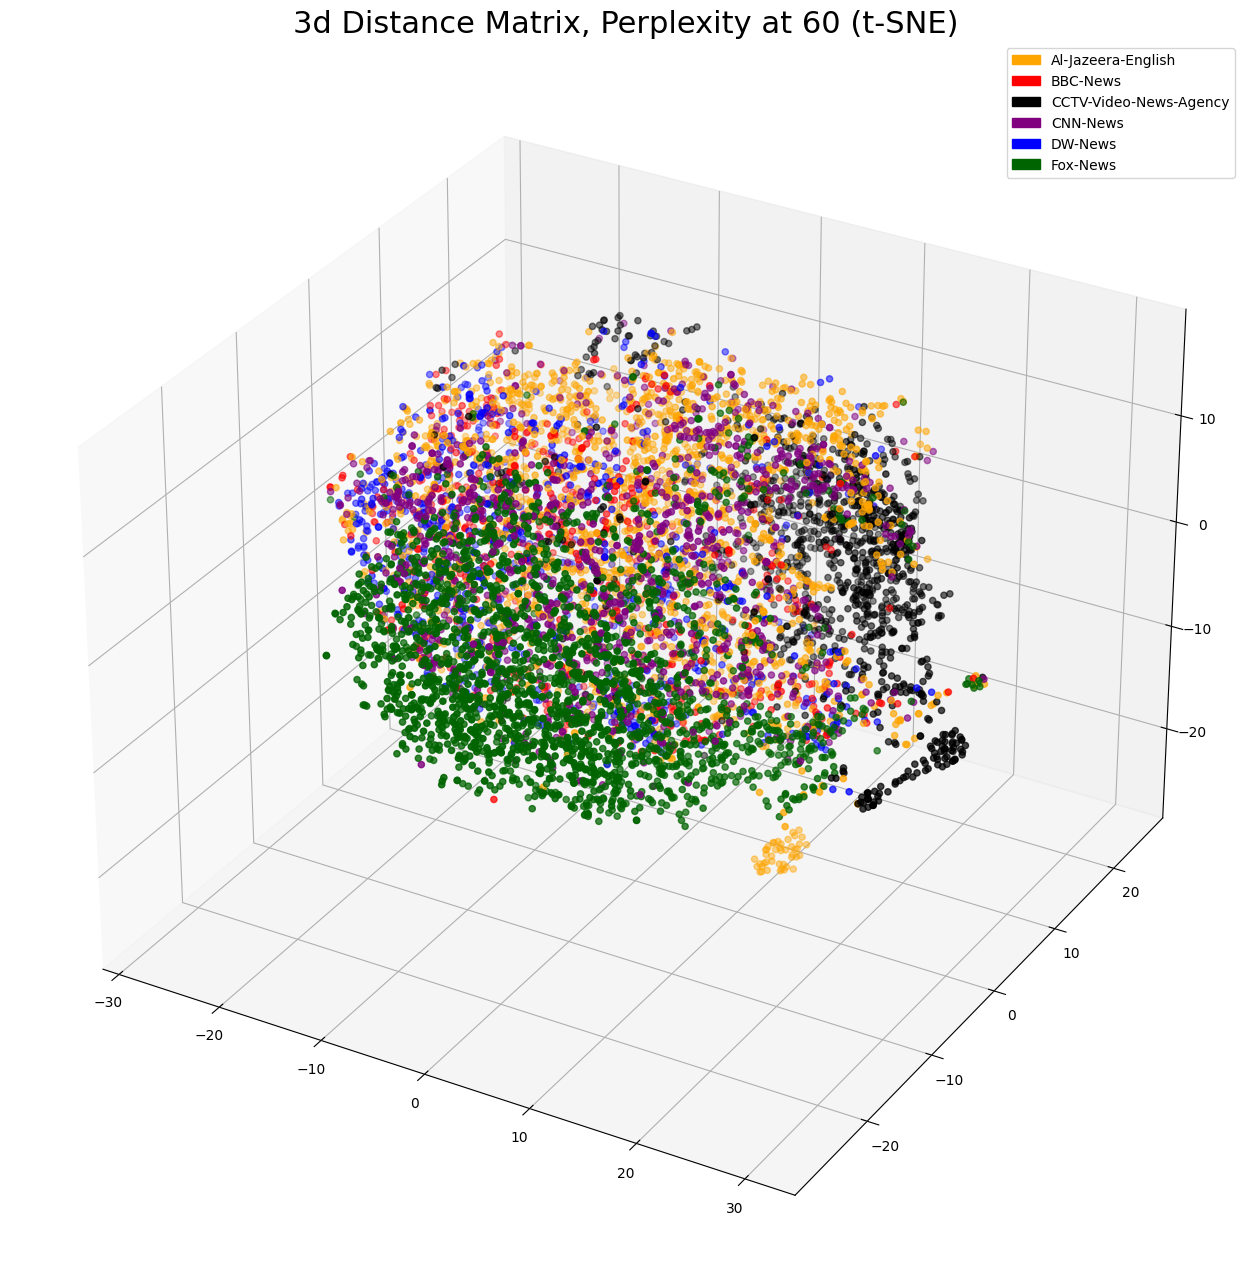 3d Distance Matrix, Perplexity at 60 (t-SNE)
Al-Jazeera-English
BBC-News
CCTV-Video-News-Agency
CNN-News
DW-News
Fox-News
10
0
−10
−20
20
10
0
−10
−20
−30
−20
−10
0
10
20
30